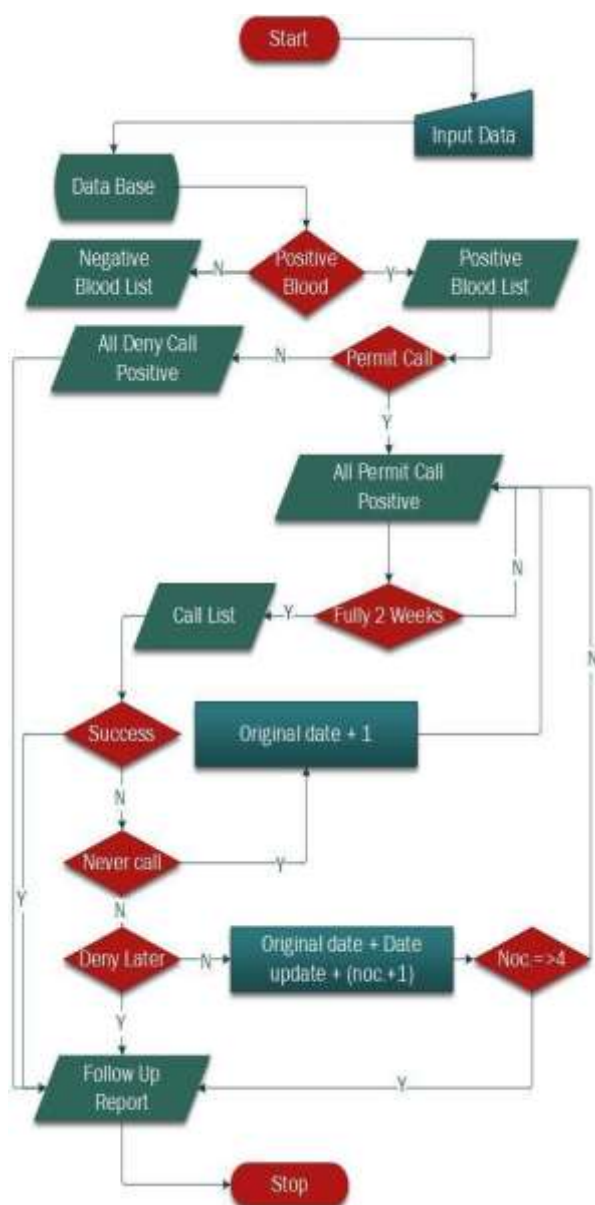 Start
Input Data
Data Base
Negative
Blood List
N
Positive
Blood
Y
Positive
Blood List
All Deny Call
Positive
N
Permit Call
Y
All Permit Call
Positive
N
Call List
Y
Fully 2 Weeks
N
Success
Original date + 1
N
Never call
Y
Y
N
Deny Later
N
Original date + Date
update + (noc.+1)
Noc.=>4
Y
Follow Up
Report
Y
Stop